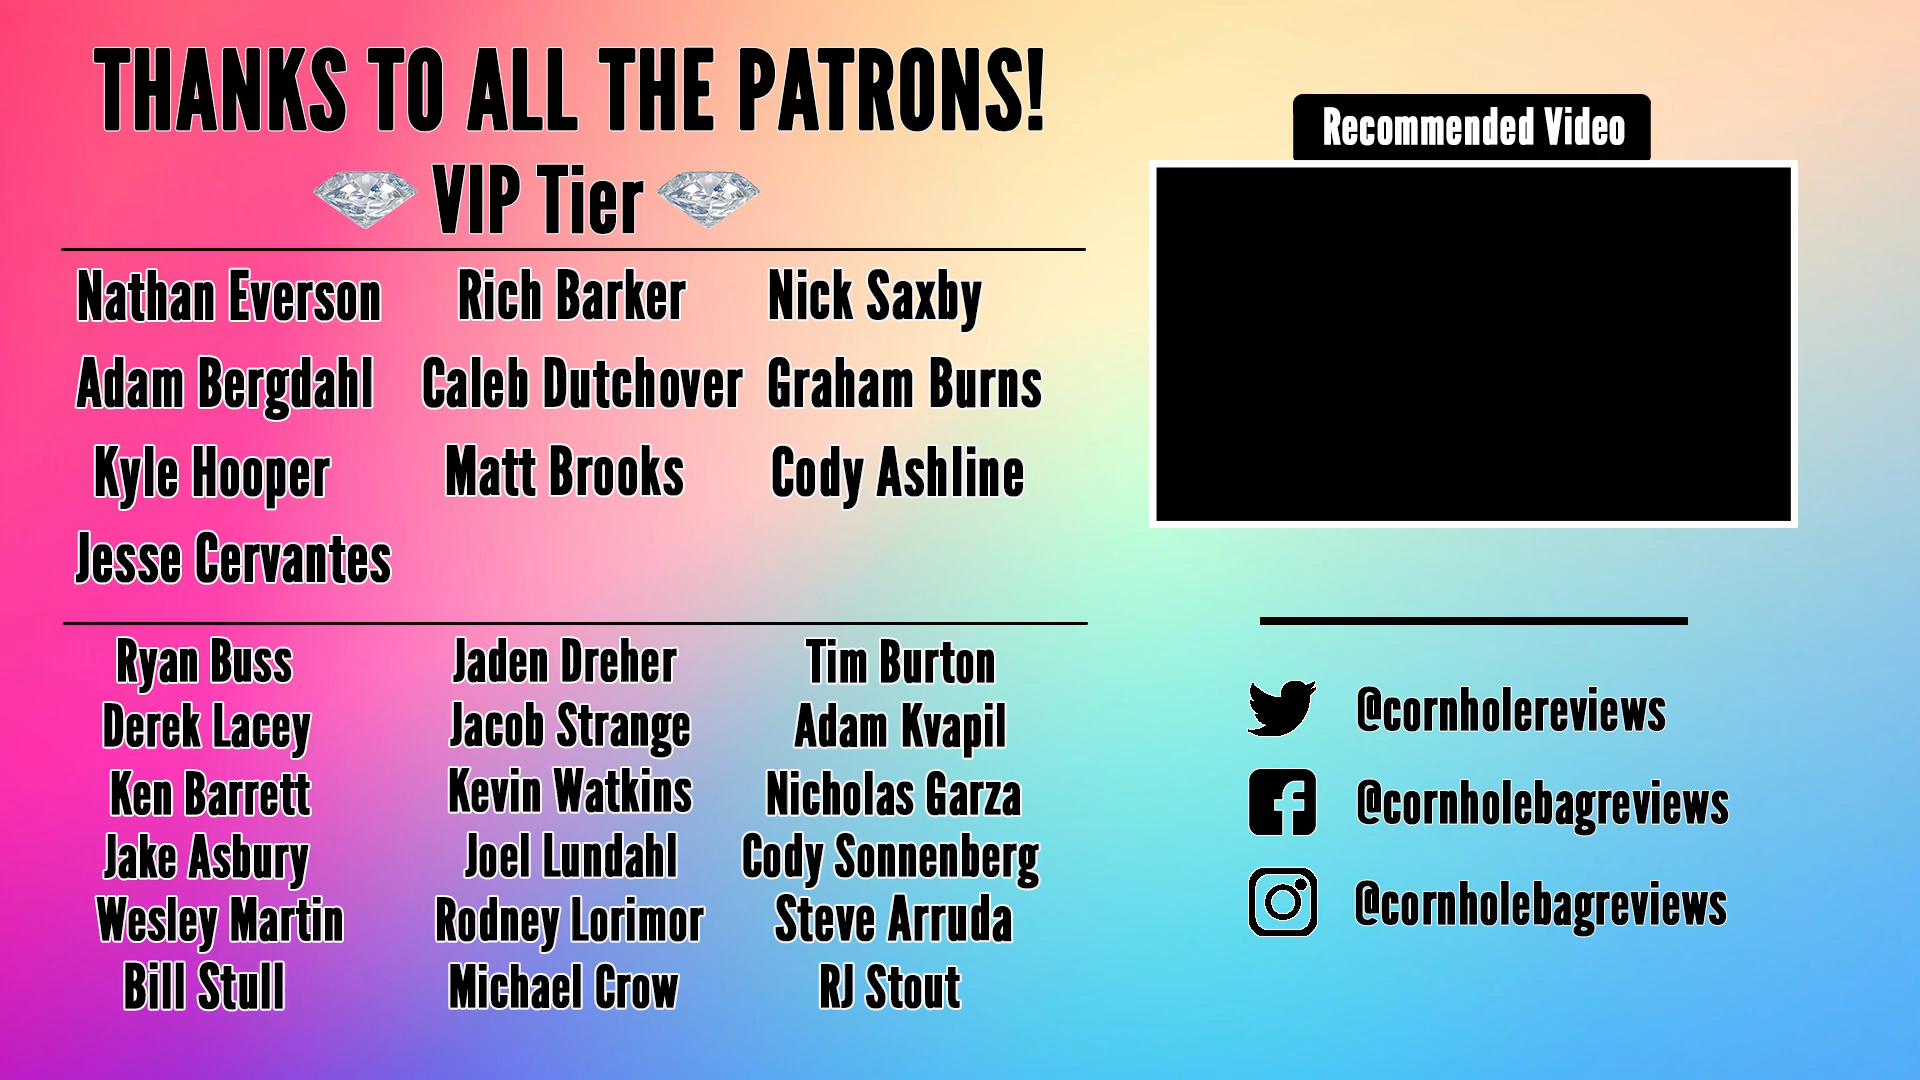 THANKS TO ALL THE PATRONS!
VIP Tier
Nathan Everson Rich Barker Nick Saxby
Adam Bergdahl Caleb Dutchover Graham Burns
Kyle Hooper Matt Brooks Cody Ashline
Jesse Cervantes
Ryan Buss Jaden Dreher Tim Burton
Derek Lacey Jacob Strange Adam Kvapil
Ken Barrett Kevin Watkins Nicholas Garza
Jake Asbury Joel Lundahl Cody Sonnenberg
Wesley Martin Rodney Lorimor Steve Arruda
Bill Stull Michael Crow RJ Stout
Recommended Video
@cornholereviews
@cornholebagreviews
@cornholebagreviews